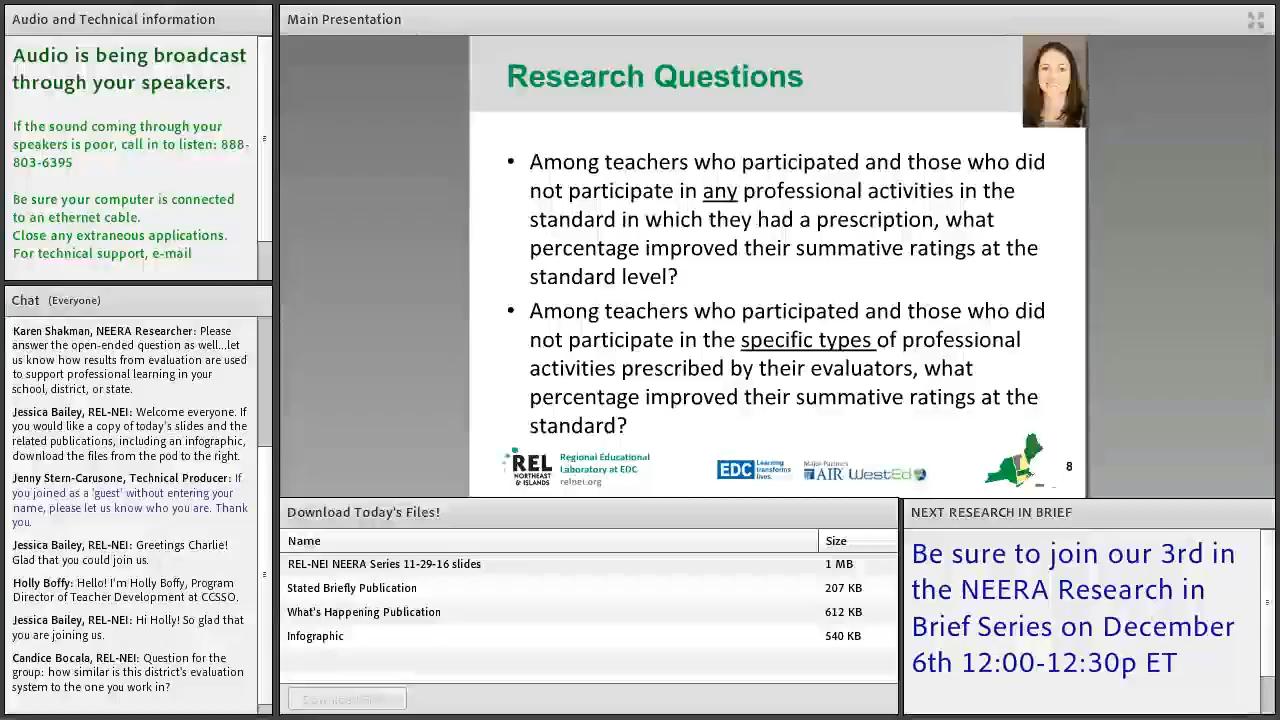 Audio and Technical information
Audio is being broadcast
through your speakers.
If the sound coming through your
speakers is poor, call in to listen: 888-
803-6395
Be sure your computer is connected
to an ethernet cable.
Close any extraneous applications.
For technical support, e-mail
Chat (Everyone)
Karen Shakman, NEERA Researcher: Please
answer the open-ended question as well...let
us know how results from evaluation are used
to support professional learning in your
school, district, or state.
Jessica Bailey, REL-NEI: Welcome everyone. If
you would like a copy of today's slides and the
related publications, including an infographic,
download the files from the pod to the right.
Jenny Stern-Carusone, Technical Producer: If
you joined as a 'guest' without entering your
name, please let us know who you are. Thank
you.
Jessica Bailey, REL-NEI: Greetings Charlie!
Glad that you could join us.
Holly Boffy: Hello! I'm Holly Boffy, Program
Director of Teacher Development at CCSSO.
Jessica Bailey, REL-NEI: Hi Holly! So glad that
you are joining us.
Candice Bocala, REL-NEI: Question for the
group: how similar is this district's evaluation
system to the one you work in?
Main Presentation
Research Questions
• Among teachers who participated and those who did
not participate in any professional activities in the
standard in which they had a prescription, what
percentage improved their summative ratings at the
standard level?
• Among teachers who participated and those who did
not participate in the specific types of professional
activities prescribed by their evaluators, what
percentage improved their summative ratings at the
standard?
REL
NORTHEAST
& ISLANDS
Regional Educational
Laboratory at EDC
relnei.org
EDC Learning
transforms
lives.
Major Partners
AIR WestEd
8
Download Today's Files!
Name Size
REL-NEI NEERA Series 11-29-16 slides 1 MB
Stated Briefly Publication 207 KB
What's Happening Publication 612 KB
Infographic 540 KB
NEXT RESEARCH IN BRIEF
Be sure to join our 3rd in
the NEERA Research in
Brief Series on December
6th 12:00-12:30p ET